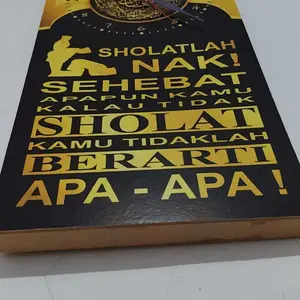 SHOLATLAH
NAK!
SEHEBAT
APAPUN KAMU
KALAU TIDAK
SHOLAT
KAMU TIDAKLAH
BERARTI
APA - APA !